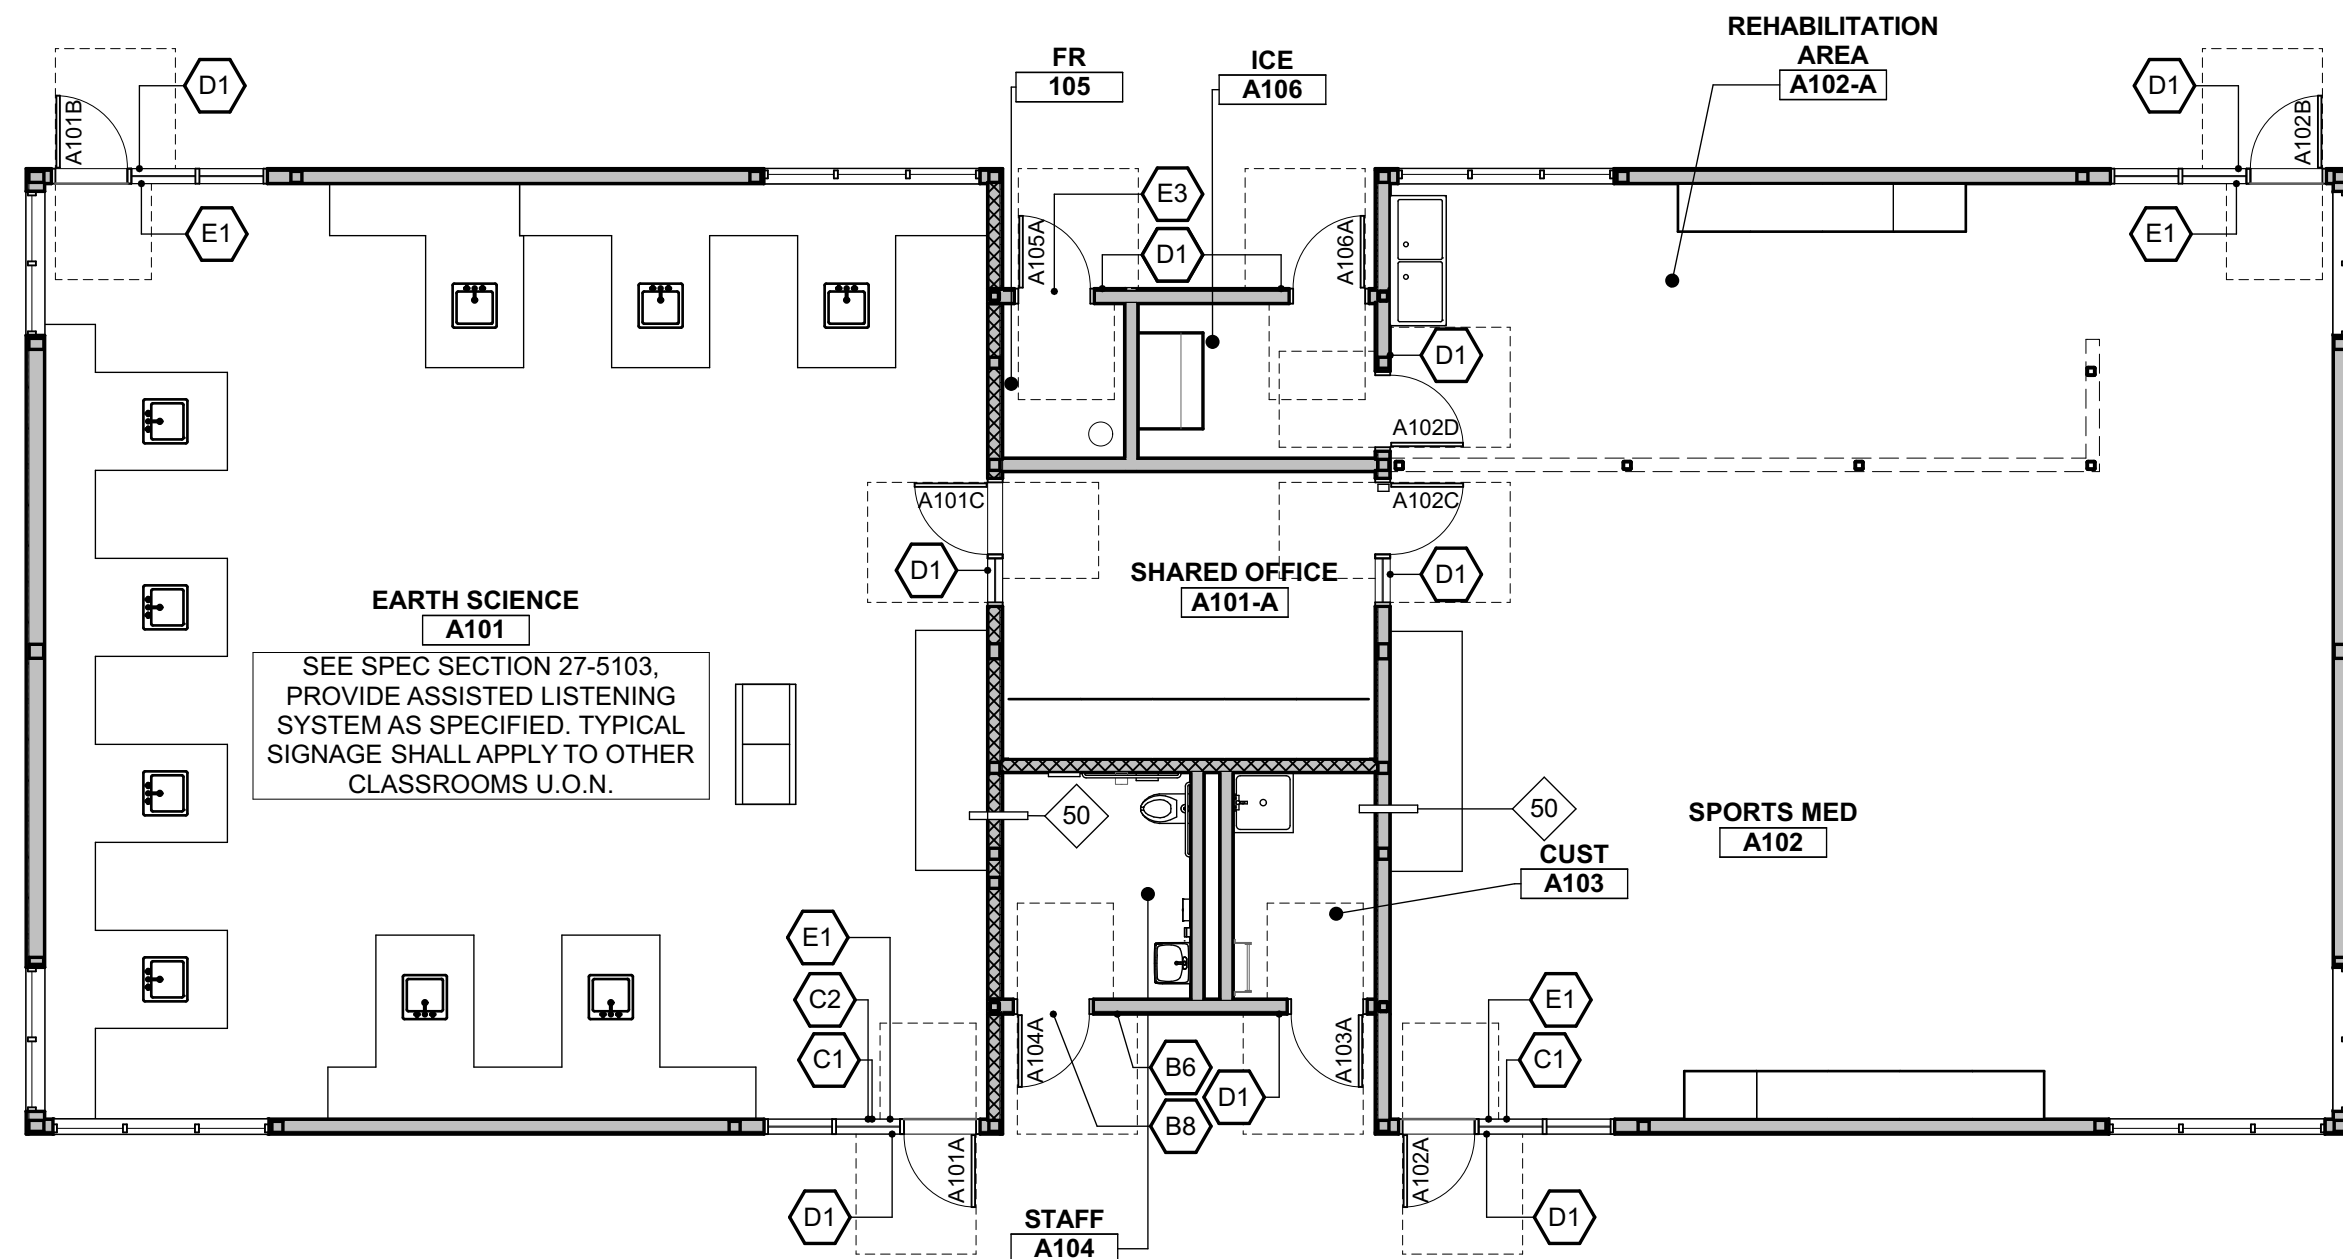 REHABILITATION
AREA
A102-A
FR
105
ICE
A106
D1
D1
A101B
A102B
E3
D1
E1
E1
A105A
A106A
D1
A102D
A101C
A102C
D1
D1
SHARED OFFICE
A101-A
EARTH SCIENCE
A101
SEE SPEC SECTION 27-5103,
PROVIDE ASSISTED LISTENING
SYSTEM AS SPECIFIED. TYPICAL
SIGNAGE SHALL APPLY TO OTHER
CLASSROOMS U.O.N.
50
50
SPORTS MED
A102
CUST
A103
E1
C2
C1
E1
C1
A104A
A103A
B6
D1
B8
A101A
A102A
D1
D1
STAFF
A104